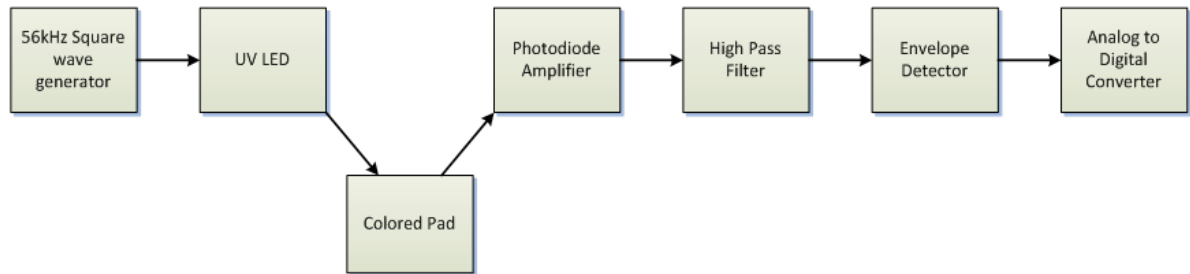 56kHz Square
wave
generator
UV LED
Colored Pad
Photodiode
Amplifier
High Pass
Filter
Envelope
Detector
Analog to
Digital
Converter